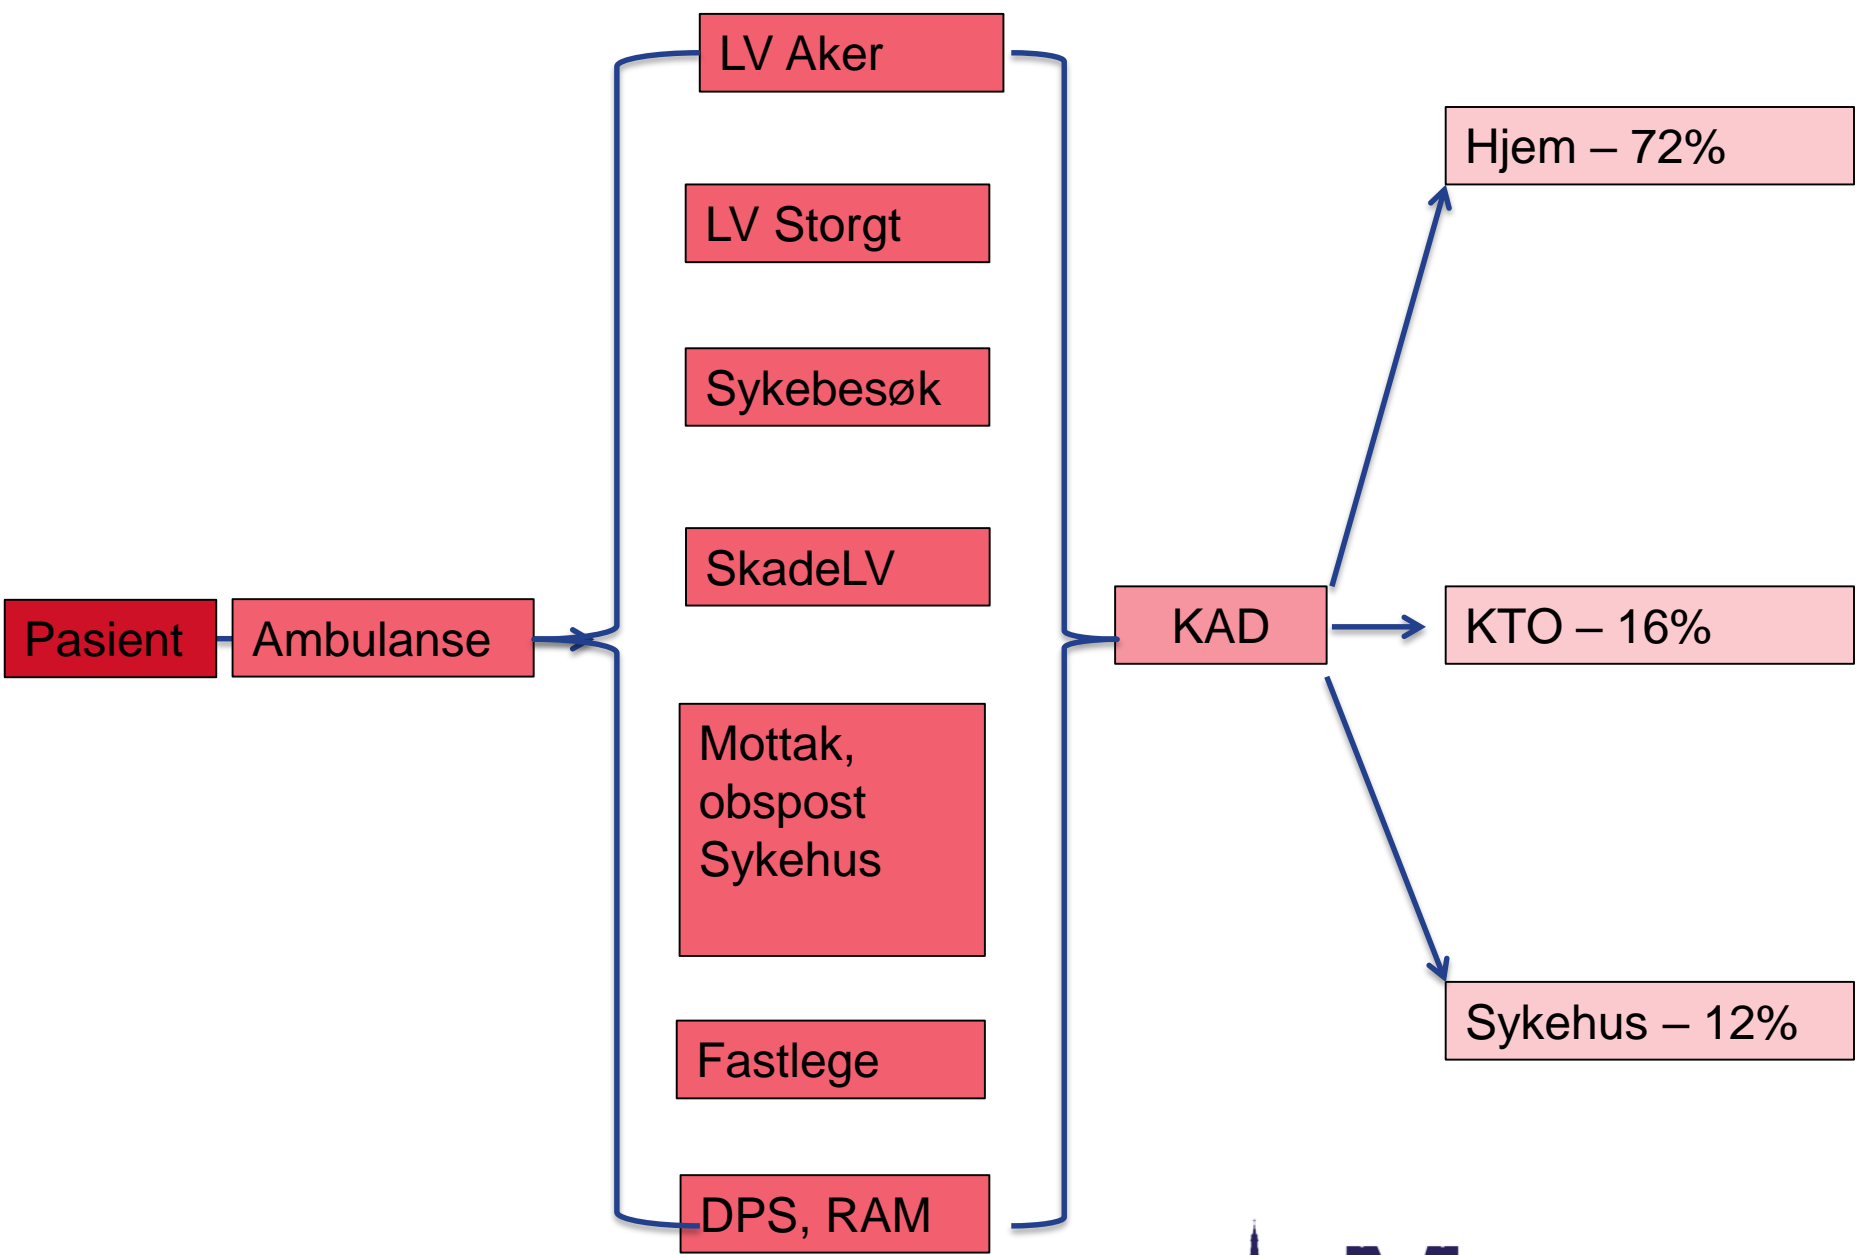 Pasient
Ambulanse
LV Aker
LV Storgt
Sykebesøk
SkadeLV
Mottak,
obspost
Sykehus
Fastlege
DPS, RAM
KAD
Hjem – 72%
KTO – 16%
Sykehus – 12%